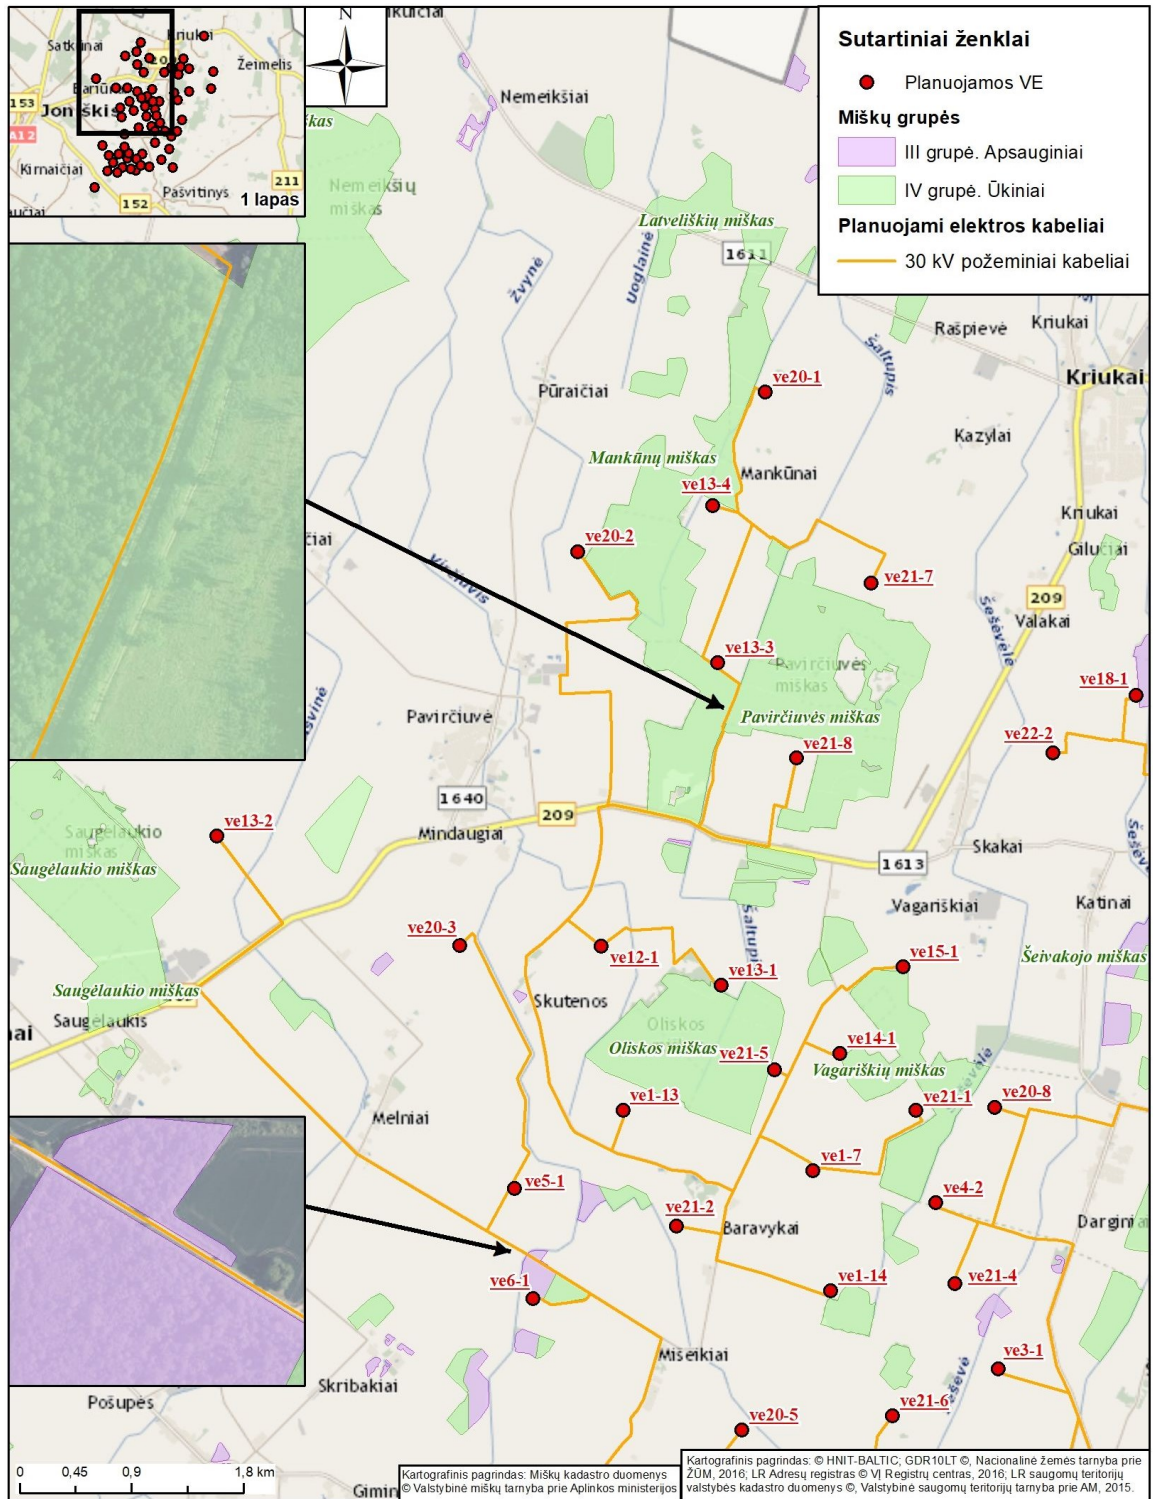 Satkūnai
Kriukai
Žeimelis
Joniškis
153
A12
Kirnaičiai
Pašvitinys
211
152
1 lapas
N
Sutartiniai ženklai
Planuojamos VE
Miškų grupės
III grupė. Apsauginiai
IV grupė. Ūkiniai
Planuojami elektros kabeliai
30 kV požeminiai kabeliai
Nemeikšiai
Nemeikšių
miškas
Latveliškių miškas
1611
Žvynė
Uoglainė
Šaltupis
Rašpievė
Kriukai
Kriukai
ve20-1
Pūraičiai
Kazylai
Mankūnų miškas
Mankūnai
ve13-4
Kriukai
ve20-2
Gilučiai
Virčiuvis
ve21-7
209
Valakai
Šešėvėlė
ve13-3
Pavirčiuvės
miškas
ve18-1
Pavirčiuvė
Pavirčiuvės miškas
ve22-2
ve21-8
1640
209
ve13-2
Mindaugiai
Saugėlaukio
miškas
Saugėlaukio miškas
Skakai
1613
Vagariškiai
Katinai
ve20-3
ve12-1
Šaltupis
ve15-1
Šeivakojo miškas
ve13-1
Saugėlaukio miškas
Skutenos
Saugėlaukis
Oliskos
Oliskos miškas
ve14-1
ve21-5
Vagariškių miškas
ve1-13
ve21-1
ve20-8
Melniai
ve1-7
ve5-1
ve4-2
ve21-2
Baravykai
ve6-1
ve1-14
ve21-4
Mišeikiai
ve3-1
Skribakiai
Pošupės
ve21-6
ve20-5
0 0,45 0,9 1,8 km
Kartografinis pagrindas: Miškų kadastro duomenys
© Valstybinė miškų tarnyba prie Aplinkos ministerijos
Kartografinis pagrindas: © HNIT-BALTIC; GDR10LT ©, Nacionalinė žemės tarnyba prie
ŽŪM, 2016; LR Adresų registras © VĮ Registrų centras, 2016; LR saugomų teritorijų
valstybės kadastro duomenys ©, Valstybinė saugomų teritorijų tarnyba prie AM, 2015.